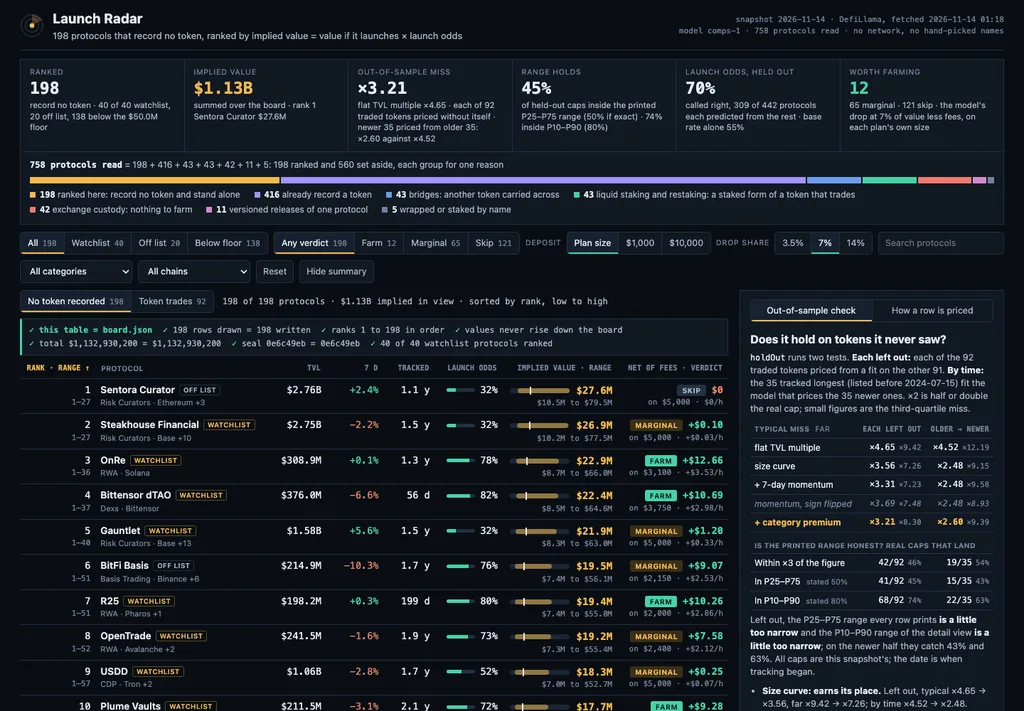 Launch Radar
198 protocols that record no token, ranked by implied value = value if it launches × launch odds
snapshot 2026-11-14 · DefiLlama, fetched 2026-11-14 01:18
model comps-1 · 758 protocols read · no network, no hand-picked names
RANKED
198
record no token · 40 of 40 watchlist,
20 off list, 138 below the $50.0M
floor
IMPLIED VALUE
$1.13B
summed over the board · rank 1
Sentora Curator $27.6M
OUT-OF-SAMPLE MISS
×3.21
flat TVL multiple ×4.65 · each of 92
traded tokens priced without itself ·
newer 35 priced from older 35:
×2.60 against ×4.52
RANGE HOLDS
45%
of held-out caps inside the printed
P25–P75 range (50% if exact) · 74%
inside P10–P90 (80%)
LAUNCH ODDS, HELD OUT
70%
called right, 309 of 442 protocols
each predicted from the rest · base
rate alone 55%
WORTH FARMING
12
65 marginal · 121 skip · the model's
drop at 7% of value less fees, on
each plan's own size
758 protocols read = 198 + 416 + 43 + 43 + 42 + 11 + 5: 198 ranked and 560 set aside, each group for one reason
198 ranked here: record no token and stand alone
416 already record a token
43 bridges: another token carried across
43 liquid staking and restaking: a staked form of a token that trades
42 exchange custody: nothing to farm
11 versioned releases of one protocol
5 wrapped or staked by name
All 198 Watchlist 40 Off list 20 Below floor 138
Any verdict 198 Farm 12 Marginal 65 Skip 121
DEPOSIT Plan size $1,000 $10,000
DROP SHARE 3.5% 7% 14%
Search protocols
All categories All chains Reset Hide summary
No token recorded 198 Token trades 92
198 of 198 protocols · $1.13B implied in view · sorted by rank, low to high
✓ this table = board.json ✓ 198 rows drawn = 198 written ✓ ranks 1 to 198 in order ✓ values never rise down the board
✓ total $1,132,930,200 = $1,132,930,200 ✓ seal 0e6c49eb = 0e6c49eb ✓ 40 of 40 watchlist protocols ranked
RANK · RANGE ↑ PROTOCOL TVL 7 D TRACKED LAUNCH ODDS IMPLIED VALUE · RANGE NET OF FEES · VERDICT
1 Sentora Curator OFF LIST $2.76B +2.4% 1.1 y 32% $27.6M SKIP $0
1–27 Risk Curators · Ethereum +3 $10.5M to $79.5M on $5,000 · $0/h
2 Steakhouse Financial WATCHLIST $2.75B −2.2% 1.5 y 32% $26.9M MARGINAL +$0.10
1–27 Risk Curators · Base +10 $10.2M to $77.5M on $5,000 · +$0.03/h
3 OnRe WATCHLIST $308.9M +0.1% 1.3 y 78% $22.9M FARM +$12.66
1–36 RWA · Solana $8.7M to $66.0M on $3,100 · +$3.53/h
4 Bittensor dTAO WATCHLIST $376.0M −6.6% 56 d 82% $22.4M FARM +$10.69
1–37 Dexs · Bittensor $8.5M to $64.6M on $3,750 · +$2.98/h
5 Gauntlet WATCHLIST $1.58B +5.6% 1.5 y 32% $21.9M MARGINAL +$1.20
1–40 Risk Curators · Base +13 $8.3M to $63.0M on $5,000 · +$0.33/h
6 BitFi Basis OFF LIST $214.9M −10.3% 1.7 y 76% $19.5M MARGINAL +$9.07
1–51 Basis Trading · Binance +6 $7.4M to $56.1M on $2,150 · +$2.53/h
7 R25 WATCHLIST $198.2M +0.3% 199 d 80% $19.4M FARM +$10.26
1–51 RWA · Pharos +1 $7.4M to $55.8M on $2,000 · +$2.86/h
8 OpenTrade WATCHLIST $241.5M −1.6% 1.9 y 73% $19.2M MARGINAL +$7.58
1–52 RWA · Avalanche +2 $7.3M to $55.4M on $2,400 · +$2.12/h
9 USDD WATCHLIST $1.06B −2.8% 1.7 y 52% $18.3M MARGINAL +$0.25
1–57 CDP · Tron +2 $7.0M to $52.7M on $5,000 · +$0.07/h
10 Plume Vaults WATCHLIST $211.5M −3.1% 2.1 y 72% $17.7M FARM +$9.28
Out-of-sample check How a row is priced
Does it hold on tokens it never saw?
holdOut runs two tests. Each left out: each of the 92
traded tokens priced from a fit on the other 91. By time:
the 35 tracked longest (listed before 2024-07-15) fit the
model that prices the 35 newer ones. ×2 is half or double
the real cap; small figures are the third-quartile miss.
TYPICAL MISS FAR EACH LEFT OUT OLDER → NEWER
flat TVL multiple ×4.65 ×9.42 ×4.52 ×12.19
size curve ×3.56 ×7.26 ×2.48 ×9.15
+ 7-day momentum ×3.31 ×7.23 ×2.48 ×9.58
momentum, sign flipped ×3.69 ×7.48 ×2.48 ×8.93
+ category premium ×3.21 ×8.30 ×2.60 ×9.39
IS THE PRINTED RANGE HONEST? REAL CAPS THAT LAND
Within ×3 of the figure 42/92 46% 19/35 54%
In P25–P75 stated 50% 41/92 45% 15/35 43%
In P10–P90 stated 80% 68/92 74% 22/35 63%
Left out, the P25–P75 range every row prints is a little
too narrow and the P10–P90 range of the detail view is a
little too narrow; on the newer half they catch 43% and
63%. All caps are this snapshot's; the date is when
tracking began.
• Size curve: earns its place. Left out, typical ×4.65 →
×3.56, far ×9.42 → ×7.26; by time ×4.52 → ×2.48.